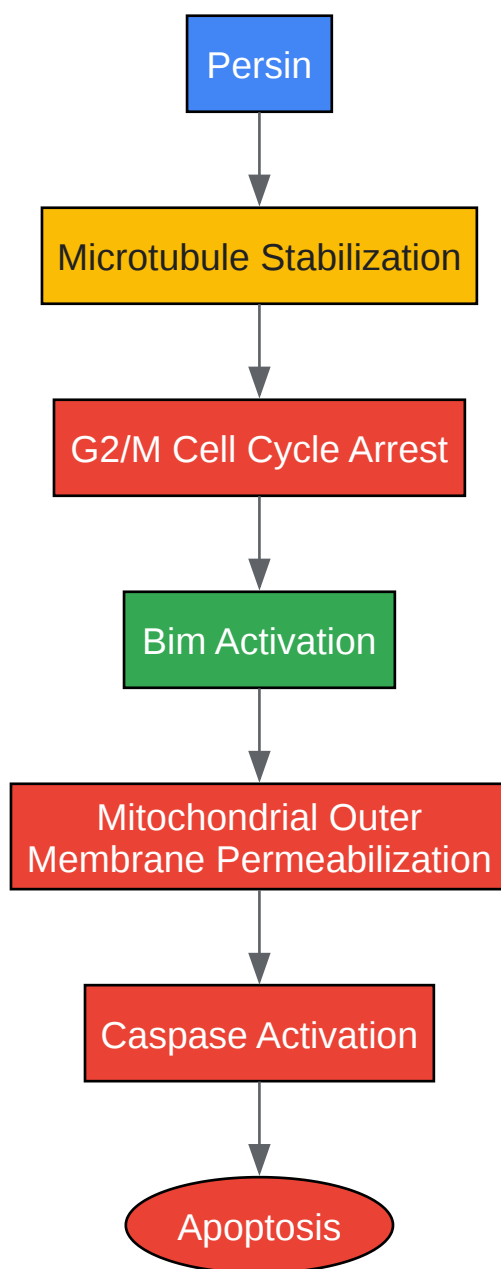 Persin
Microtubule Stabilization
G2/M Cell Cycle Arrest
Bim Activation
Mitochondrial Outer
Membrane Permeabilization
Caspase Activation
Apoptosis